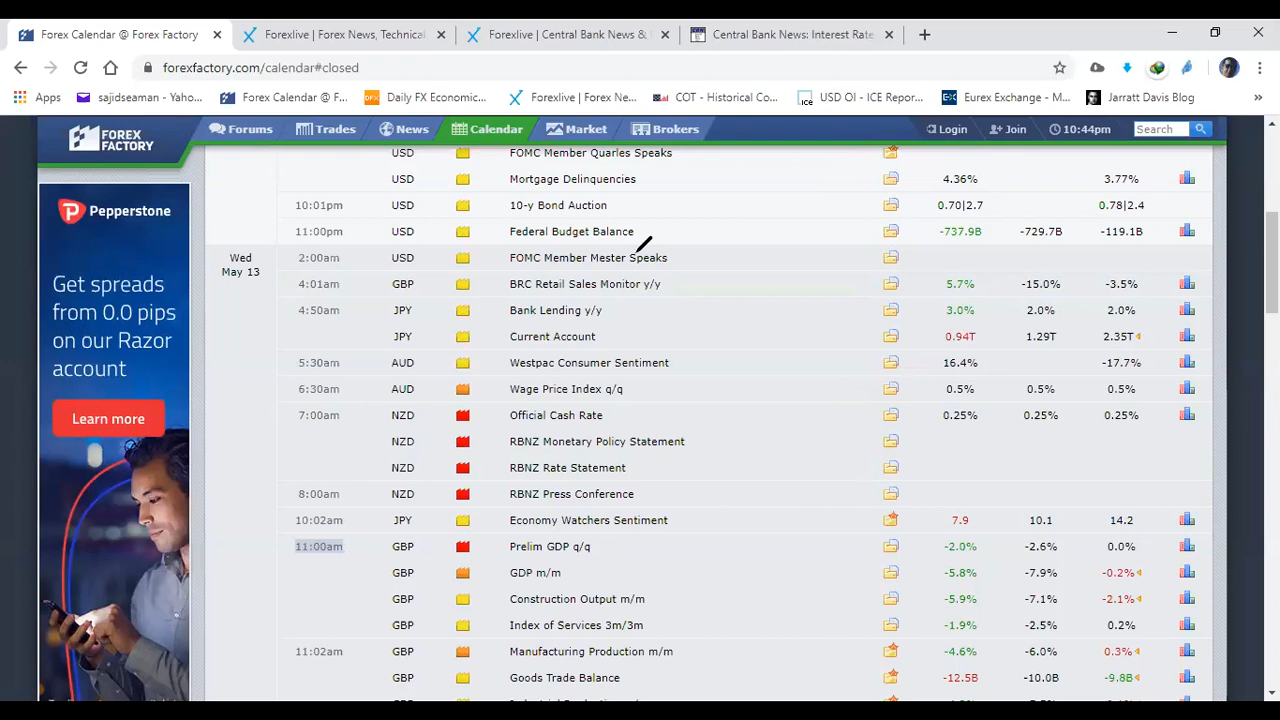 Forex Calendar @ Forex Factory
Forexlive | Forex News, Technical
Forexlive | Central Bank News &
Central Bank News: Interest Rate
forexfactory.com/calendar#closed
Apps
sajidseaman - Yahoo...
Forex Calendar @ F...
DFX Daily FX Economic...
Forexlive | Forex Ne...
COT - Historical Co...
ICE USD OI - ICE Repor...
Eurex Exchange - M...
Jarratt Davis Blog
»
FOREX FACTORY
Forums
Trades
News
Calendar
Market
Brokers
Login
Join
10:44pm
Search
Pepperstone
Get spreads
from 0.0 pips
on our Razor
account
Learn more
USD FOMC Member Quarles Speaks
USD Mortgage Delinquencies 4.36% 3.77%
10:01pm USD 10-y Bond Auction 0.70|2.7 0.78|2.4
11:00pm USD Federal Budget Balance -737.9B -729.7B -119.1B
Wed
May 13
2:00am USD FOMC Member Mester Speaks
4:01am GBP BRC Retail Sales Monitor y/y 5.7% -15.0% -3.5%
4:50am JPY Bank Lending y/y 3.0% 2.0% 2.0%
JPY Current Account 0.94T 1.29T 2.35T
5:30am AUD Westpac Consumer Sentiment 16.4% -17.7%
6:30am AUD Wage Price Index q/q 0.5% 0.5% 0.5%
7:00am NZD Official Cash Rate 0.25% 0.25% 0.25%
NZD RBNZ Monetary Policy Statement
NZD RBNZ Rate Statement
8:00am NZD RBNZ Press Conference
10:02am JPY Economy Watchers Sentiment 7.9 10.1 14.2
11:00am GBP Prelim GDP q/q -2.0% -2.6% 0.0%
GBP GDP m/m -5.8% -7.9% -0.2%
GBP Construction Output m/m -5.9% -7.1% -2.1%
GBP Index of Services 3m/3m -1.9% -2.5% 0.2%
11:02am GBP Manufacturing Production m/m -4.6% -6.0% 0.3%
GBP Goods Trade Balance -12.5B -10.0B -9.8B